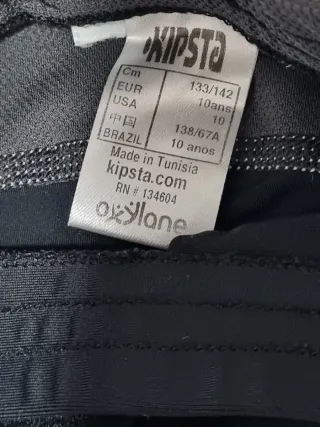 KIPSTA
Cm 133/142
EUR 10ans
USA 10
中国 138/67A
BRAZIL 10 anos
Made in Tunisia
kipsta.com
RN # 134604
oxylane